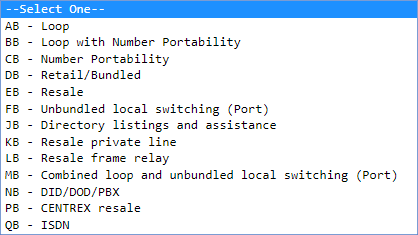 --Select One--
AB - Loop
BB - Loop with Number Portability
CB - Number Portability
DB - Retail/Bundled
EB - Resale
FB - Unbundled local switching (Port)
JB - Directory listings and assistance
KB - Resale private line
LB - Resale frame relay
MB - Combined loop and unbundled local switching (Port)
NB - DID/DOD/PBX
PB - CENTREX resale
QB - ISDN